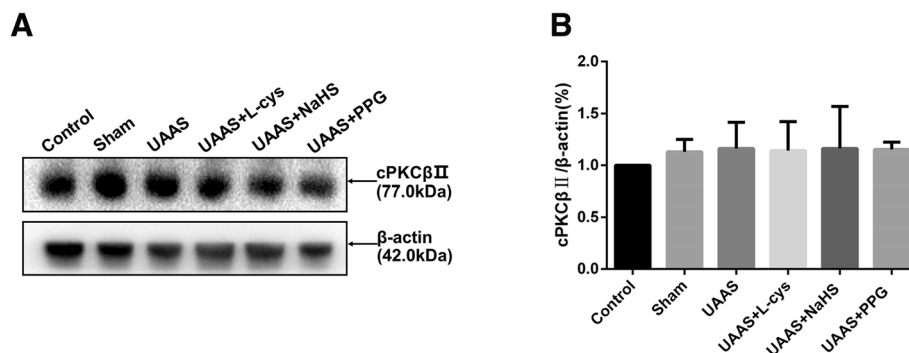 A
Control
Sham
UAAS
UAAS+L-cys
UAAS+NaHS
UAAS+PPG
cPKCβⅡ
(77.0kDa)
β-actin
(42.0kDa)
B
cPKCβⅡ/β-actin(%)
2.0
1.5
1.0
0.5
0.0
Control
Sham
UAAS
UAAS+L-cys
UAAS+NaHS
UAAS+PPG